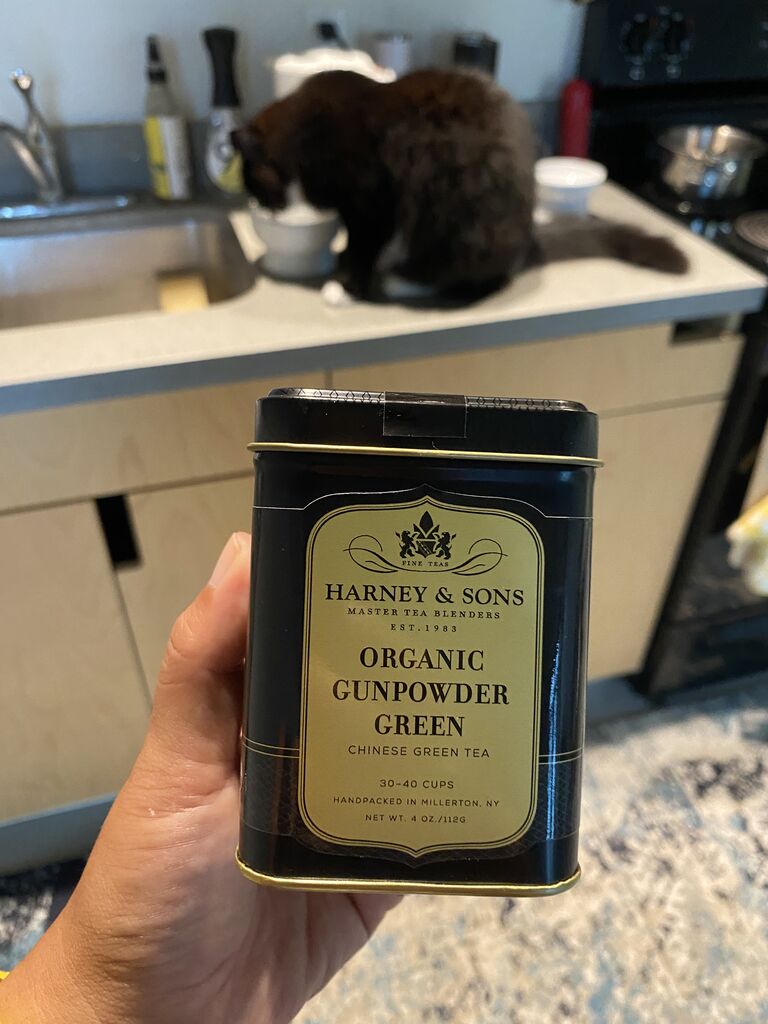 FINE TEAS
HARNEY & SONS
MASTER TEA BLENDERS
EST. 1983
ORGANIC
GUNPOWDER
GREEN
CHINESE GREEN TEA
30-40 CUPS
HANDPACKED IN MILLERTON, NY
NET WT. 4 OZ./112G